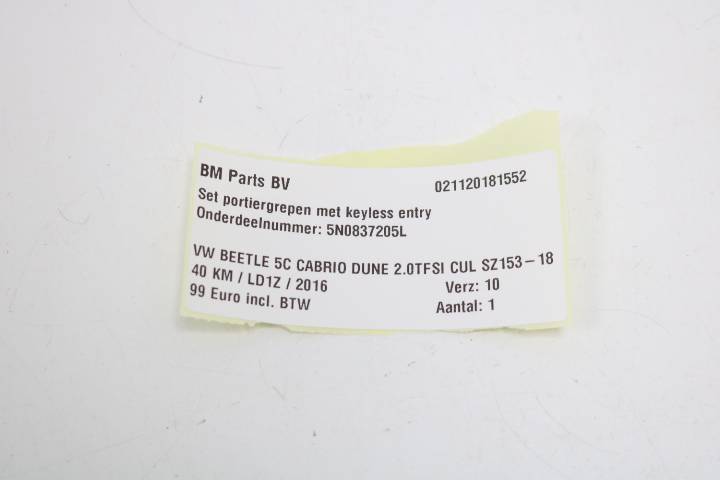 BM Parts BV 021120181552
Set portiergrepen met keyless entry
Onderdeelnummer: 5N0837205L
VW BEETLE 5C CABRIO DUNE 2.0TFSI CUL SZ153-18
40 KM / LD1Z / 2016 Verz: 10
99 Euro incl. BTW Aantal: 1